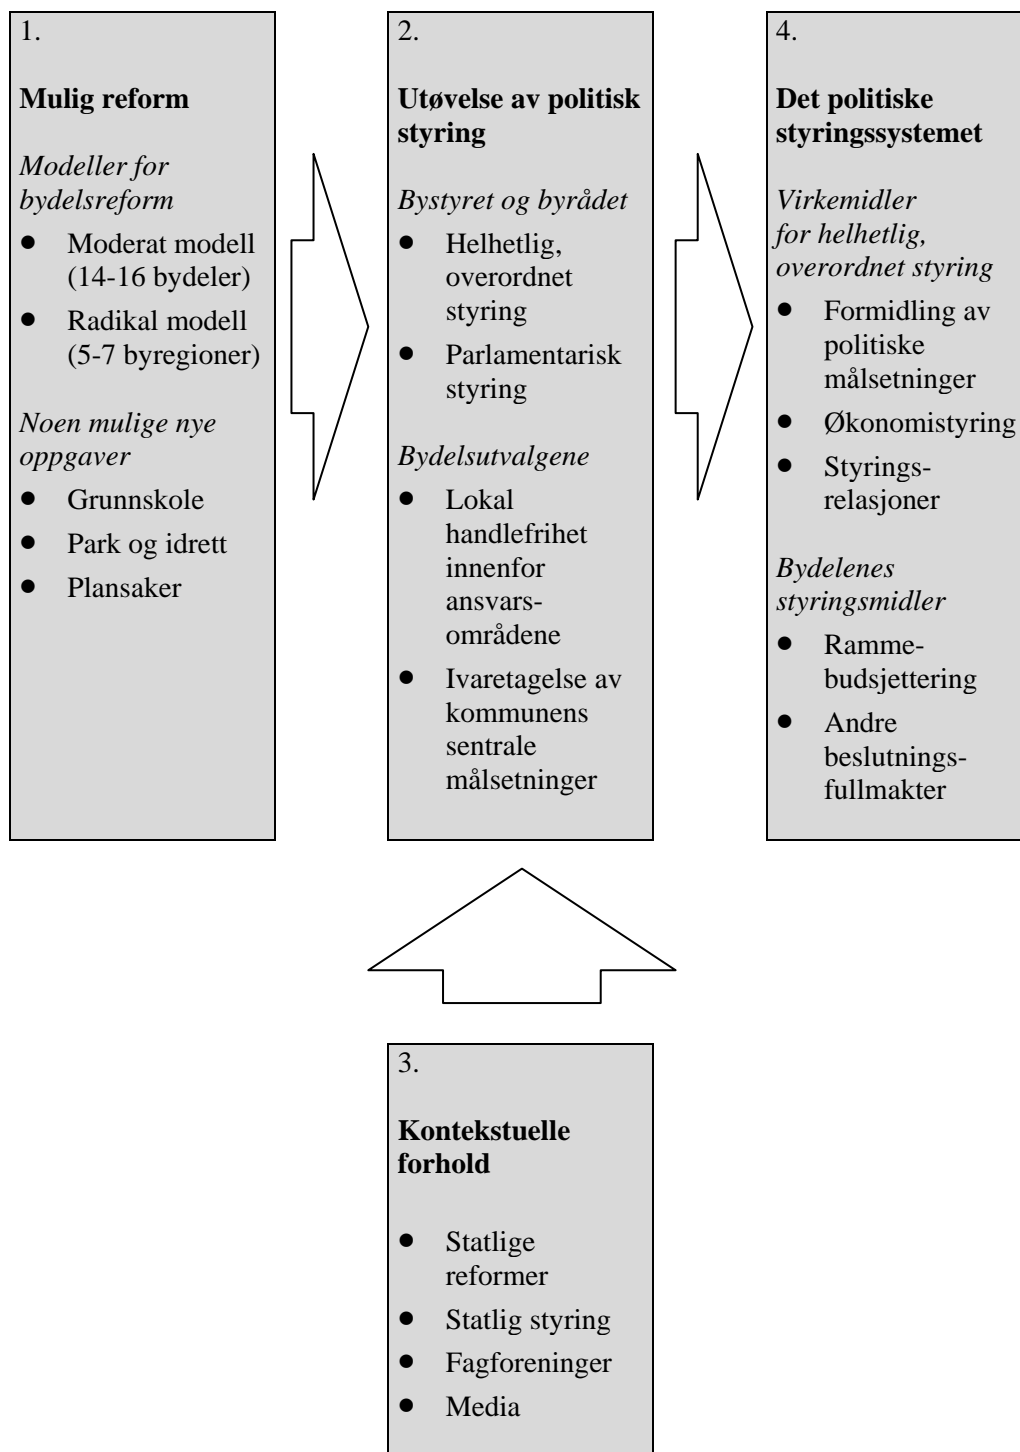 1.
Mulig reform
Modeller for
bydelsreform
● Moderat modell
(14-16 bydeler)
● Radikal modell
(5-7 byregioner)
Noen mulige nye
oppgaver
● Grunnskole
● Park og idrett
● Plansaker
2.
Utøvelse av politisk
styring
Bystyret og byrådet
● Helhetlig,
overordnet
styring
● Parlamentarisk
styring
Bydelsutvalgene
● Lokal
handlefrihet
innenfor
ansvars-
områdene
● Ivaretagelse av
kommunens
sentrale
målsetninger
4.
Det politiske
styringssystemet
Virkemidler
for helhetlig,
overordnet styring
● Formidling av
politiske
målsetninger
● Økonomistyring
● Styrings-
relasjoner
Bydelenes
styringsmidler
● Ramme-
budsjettering
● Andre
beslutnings-
fullmakter
3.
Kontekstuelle
forhold
● Statlige
reformer
● Statlig styring
● Fagforeninger
● Media